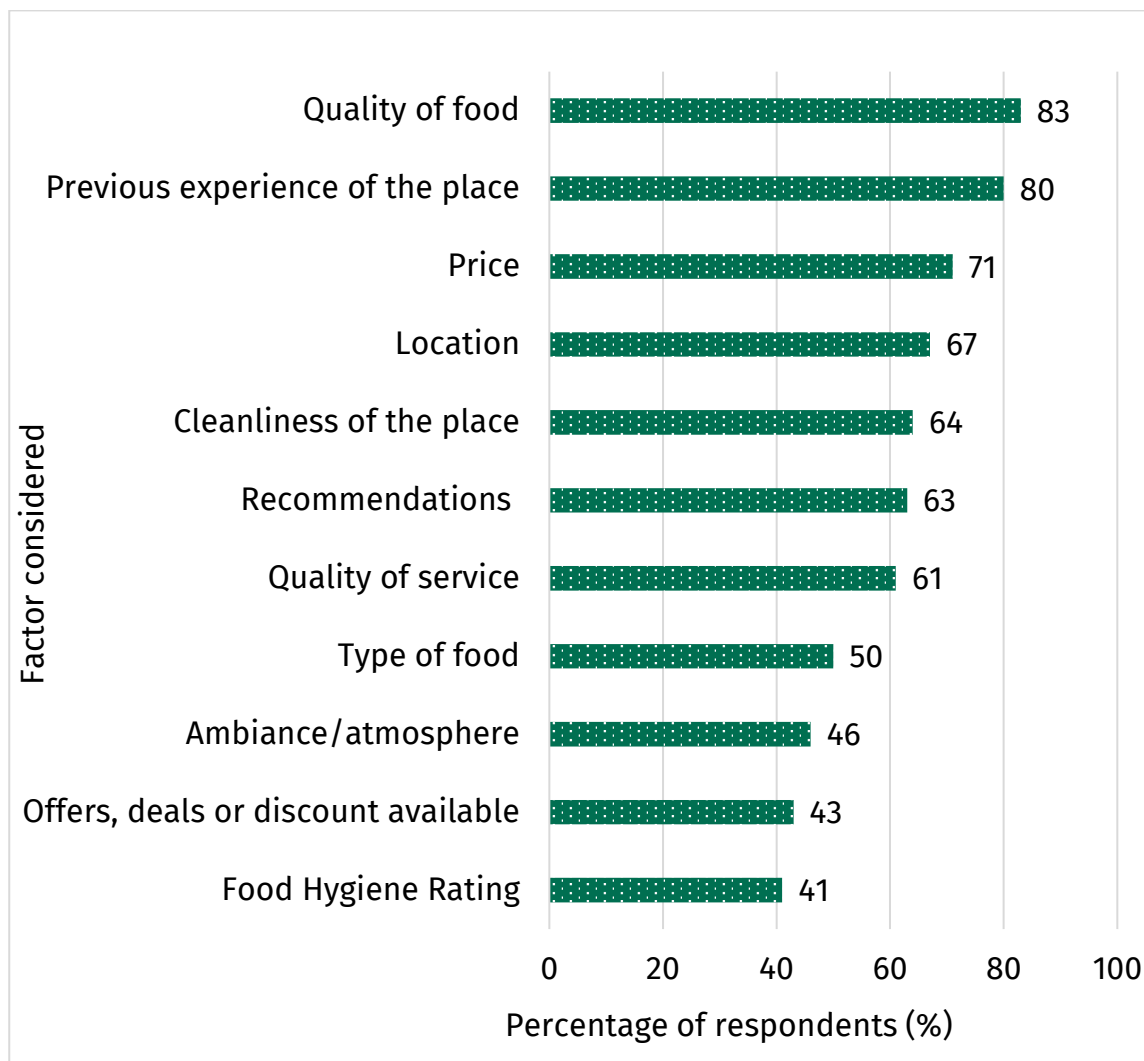 Quality of food 83
Previous experience of the place 80
Price 71
Location 67
Cleanliness of the place 64
Recommendations 63
Quality of service 61
Type of food 50
Ambiance/atmosphere 46
Offers, deals or discount available 43
Food Hygiene Rating 41
Factor considered
0 20 40 60 80 100
Percentage of respondents (%)